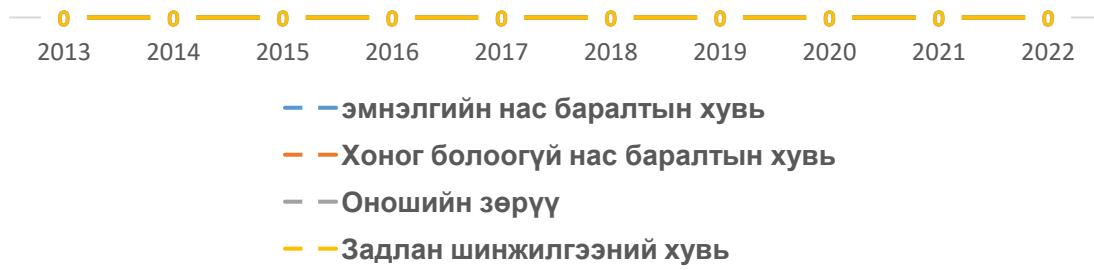 0 0 0 0 0 0 0 0 0 0
2013 2014 2015 2016 2017 2018 2019 2020 2021 2022
эмнэлгийн нас баралтын хувь
Хоног болоогүй нас баралтын хувь
Оношийн зөрүү
Задлан шинжилгээний хувь